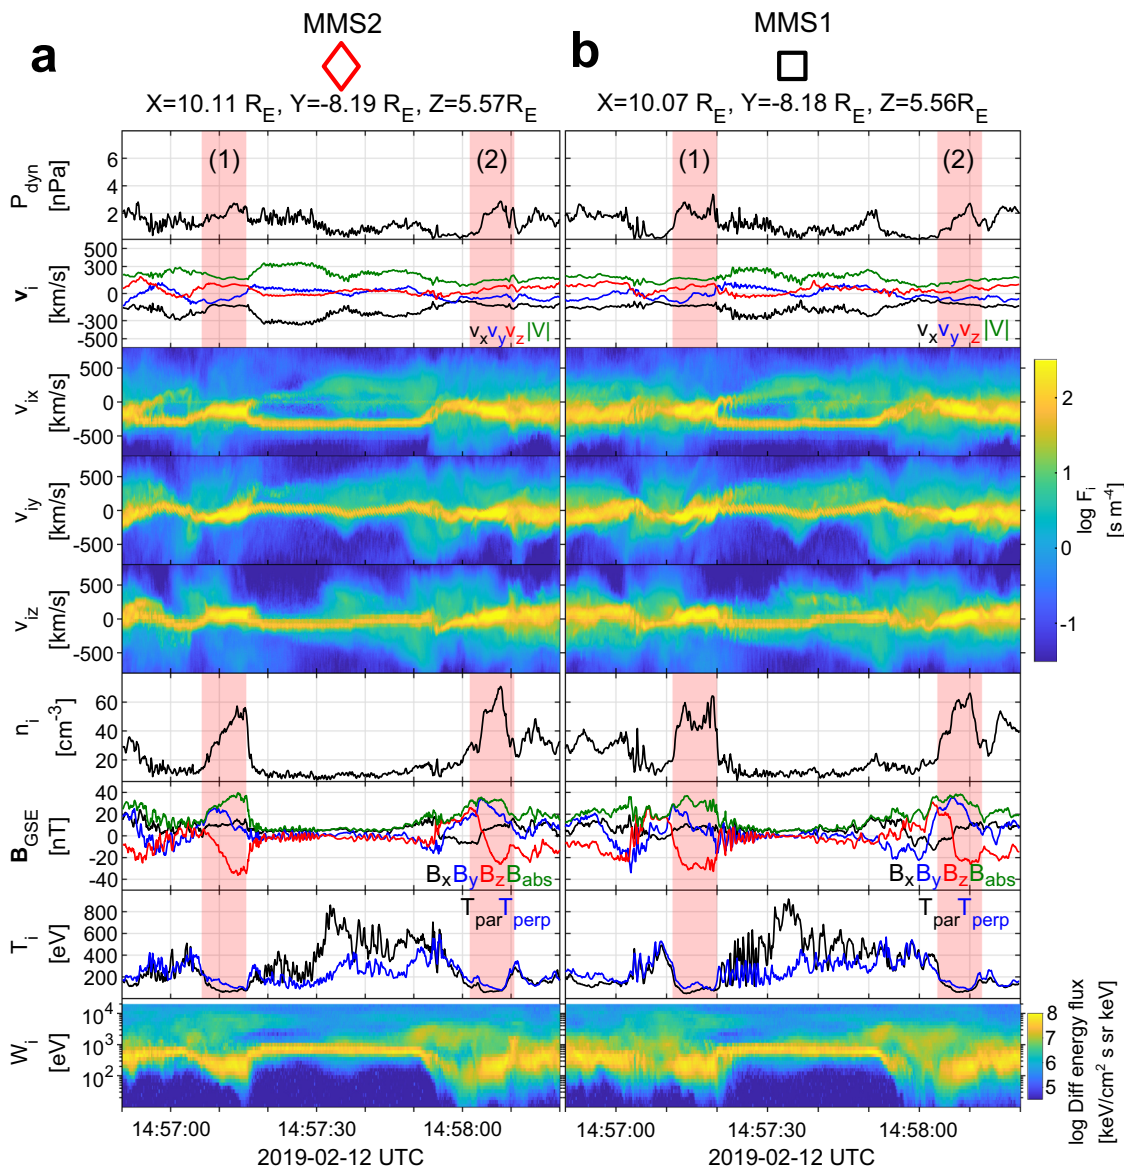 a
MMS2
X=10.11 R_E, Y=-8.19 R_E, Z=5.57R_E
b
MMS1
X=10.07 R_E, Y=-8.18 R_E, Z=5.56R_E
P_dyn
[nPa]
6
4
2
(1)
(2)
(1)
(2)
v_i
[km/s]
500
300
0
-300
-500
v_x v_y v_z |V|
v_x v_y v_z |V|
v_ix
[km/s]
500
0
-500
v_iy
[km/s]
500
0
-500
v_iz
[km/s]
500
0
-500
log F_i
[s m^-4]
2
1
0
-1
n_i
[cm^-3]
60
40
20
B_GSE
[nT]
40
20
0
-20
-40
B_x B_y B_z B_abs
B_x B_y B_z B_abs
T_i
[eV]
800
600
400
200
T_par T_perp
T_par T_perp
W_i
[eV]
10^4
10^3
10^2
8
7
6
5
log Diff energy flux
[keV/cm^2 s sr keV]
14:57:00
14:57:30
14:58:00
2019-02-12 UTC
14:57:00
14:57:30
14:58:00
2019-02-12 UTC